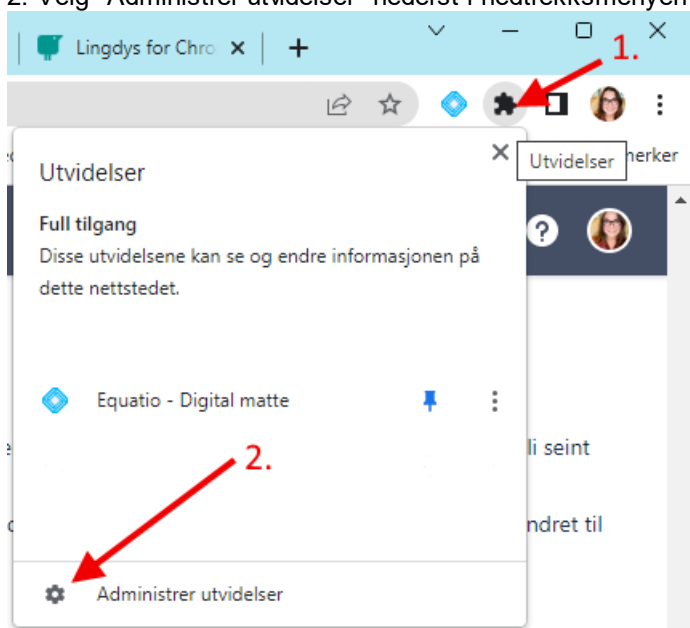 2. Velg "Administrer utvidelser" nederst i nedtrekksmenyen
Lingdys for Chro
1.
Utvidelser
Utvidelser
nerker
Full tilgang
Disse utvidelsene kan se og endre informasjonen på
dette nettstedet.
Equatio - Digital matte
li seint
2.
ndret til
Administrer utvidelser